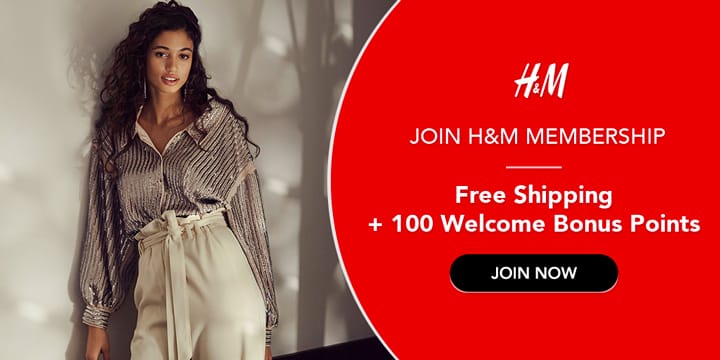 H&M
JOIN H&M MEMBERSHIP
Free Shipping
+ 100 Welcome Bonus Points
JOIN NOW